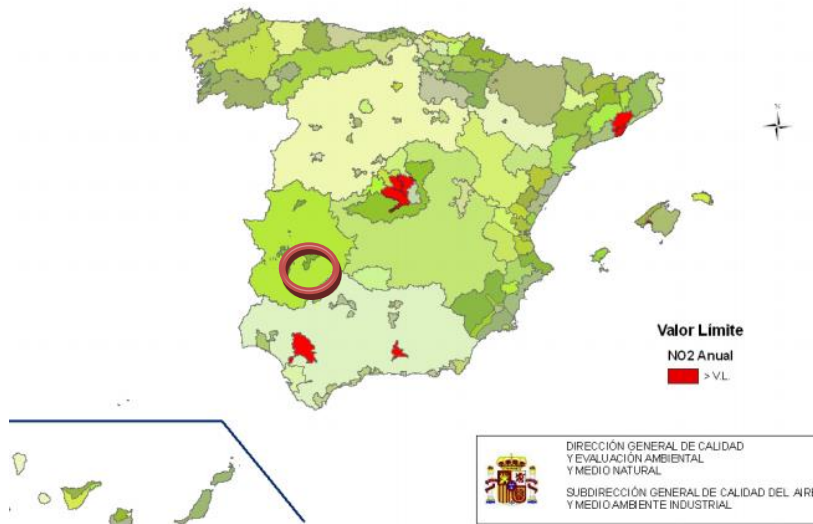 Valor Límite
NO2 Anual
> V.L.
DIRECCIÓN GENERAL DE CALIDAD
Y EVALUACIÓN AMBIENTAL
Y MEDIO NATURAL
SUBDIRECCIÓN GENERAL DE CALIDAD DEL AIRE
Y MEDIO AMBIENTE INDUSTRIAL